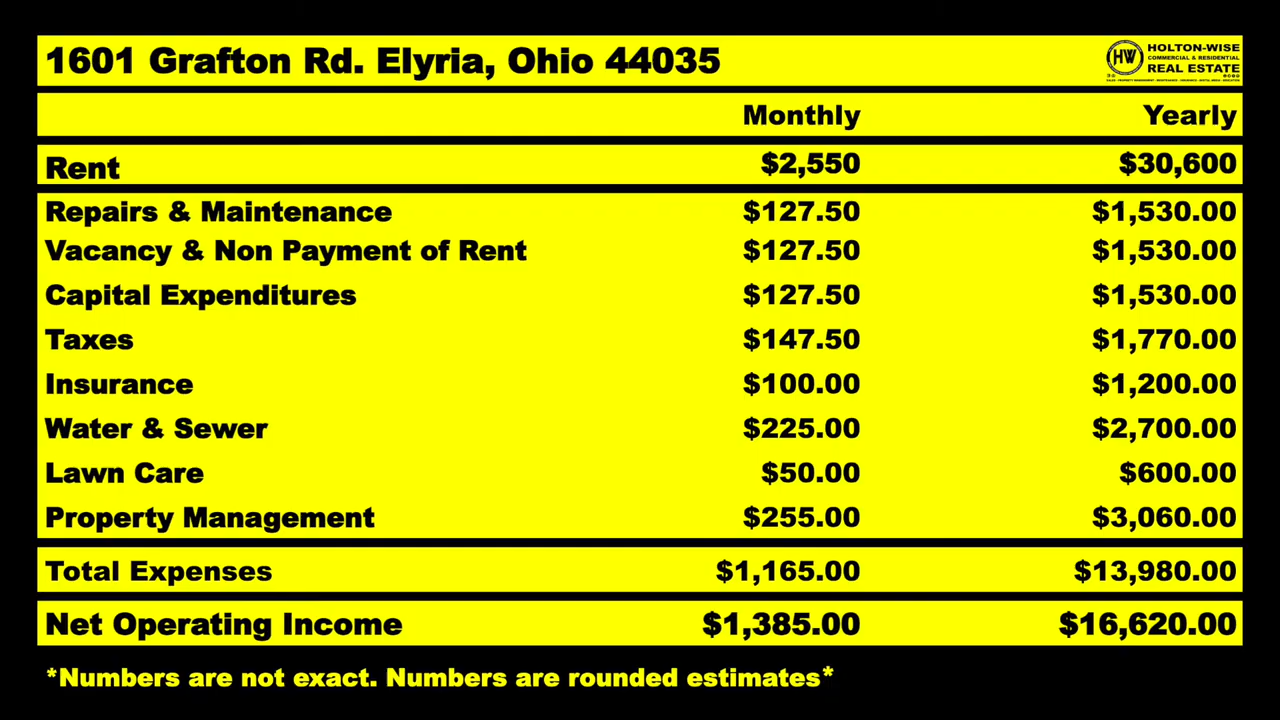 1601 Grafton Rd. Elyria, Ohio 44035
HW HOLTON-WISE
COMMERCIAL & RESIDENTIAL
REAL ESTATE
Monthly Yearly
Rent $2,550 $30,600
Repairs & Maintenance $127.50 $1,530.00
Vacancy & Non Payment of Rent $127.50 $1,530.00
Capital Expenditures $127.50 $1,530.00
Taxes $147.50 $1,770.00
Insurance $100.00 $1,200.00
Water & Sewer $225.00 $2,700.00
Lawn Care $50.00 $600.00
Property Management $255.00 $3,060.00
Total Expenses $1,165.00 $13,980.00
Net Operating Income $1,385.00 $16,620.00
*Numbers are not exact. Numbers are rounded estimates*